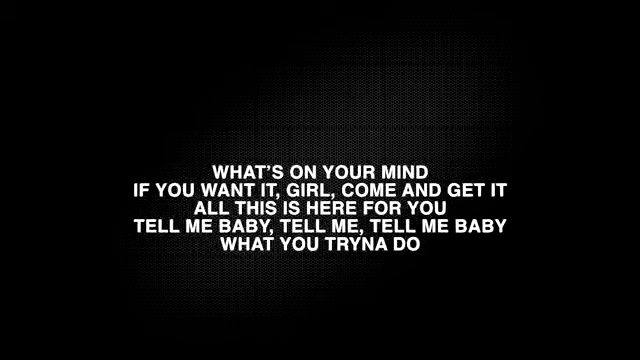 WHAT'S ON YOUR MIND
IF YOU WANT IT, GIRL, COME AND GET IT
ALL THIS IS HERE FOR YOU
TELL ME BABY, TELL ME, TELL ME BABY
WHAT YOU TRYNA DO